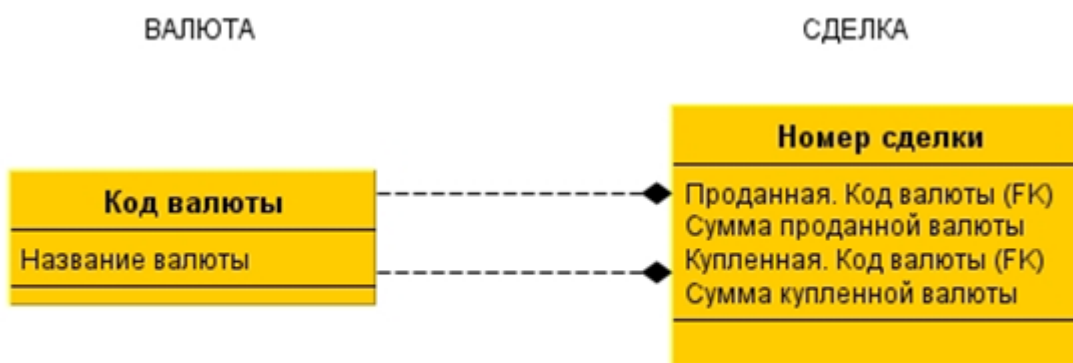 ВАЛЮТА
СДЕЛКА
Код валюты
Название валюты
Номер сделки
Проданная. Код валюты (FK)
Сумма проданной валюты
Купленная. Код валюты (FK)
Сумма купленной валюты